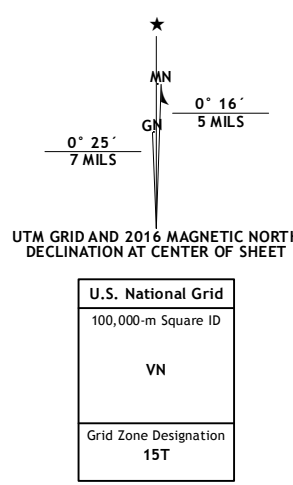 ★
MN
0° 16´
5 MILS
GN
0° 25´
7 MILS
UTM GRID AND 2016 MAGNETIC NORTH
DECLINATION AT CENTER OF SHEET
U.S. National Grid
100,000-m Square ID
VN
Grid Zone Designation
15T